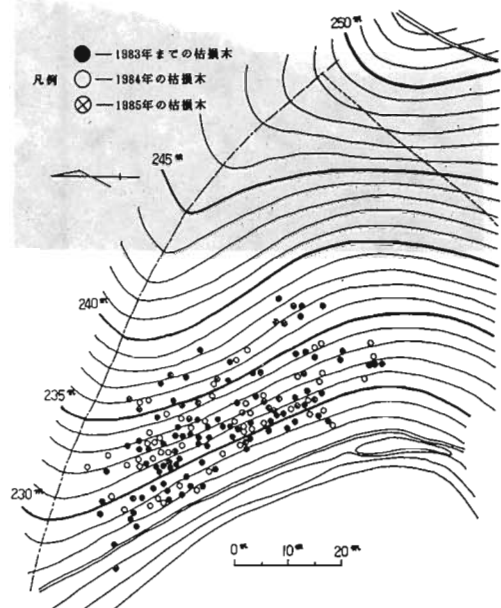 250m
凡例
●—1983年までの枯損木
○—1984年の枯損木
⊗—1985年の枯損木
245m
240m
235m
230m
0m 10m 20m